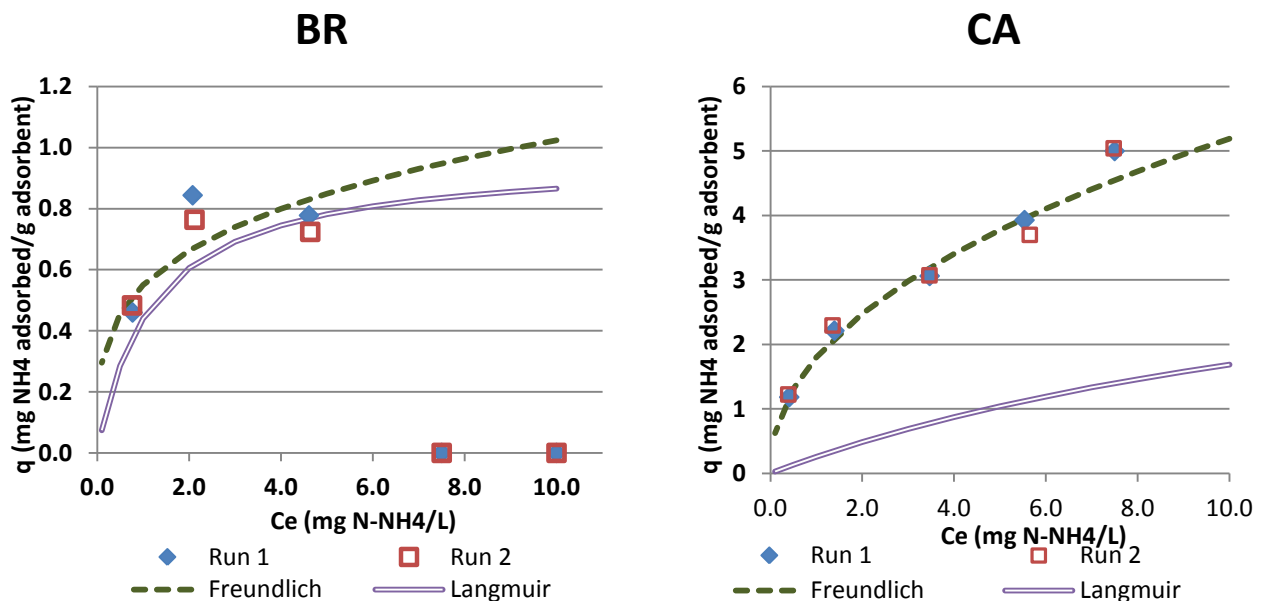 BR
q (mg NH4 adsorbed/g adsorbent)
1.2
1.0
0.8
0.6
0.4
0.2
0.0
0.0 2.0 4.0 6.0 8.0 10.0
Ce (mg N-NH4/L)
Run 1 Run 2
Freundlich Langmuir
CA
q (mg NH4 adsorbed/g adsorbent)
6
5
4
3
2
1
0
0.0 2.0 4.0 6.0 8.0 10.0
Ce (mg N-NH4/L)
Run 1 Run 2
Freundlich Langmuir